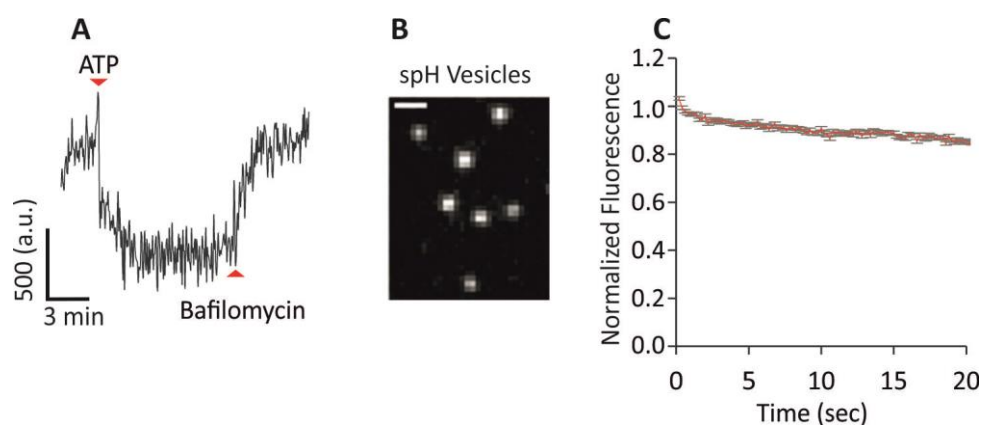 A
ATP
500 (a.u.)
3 min
Bafilomycin
B
spH Vesicles
C
Normalized Fluorescence
1.2
1.0
0.8
0.6
0.4
0.2
0.0
0 5 10 15 20
Time (sec)